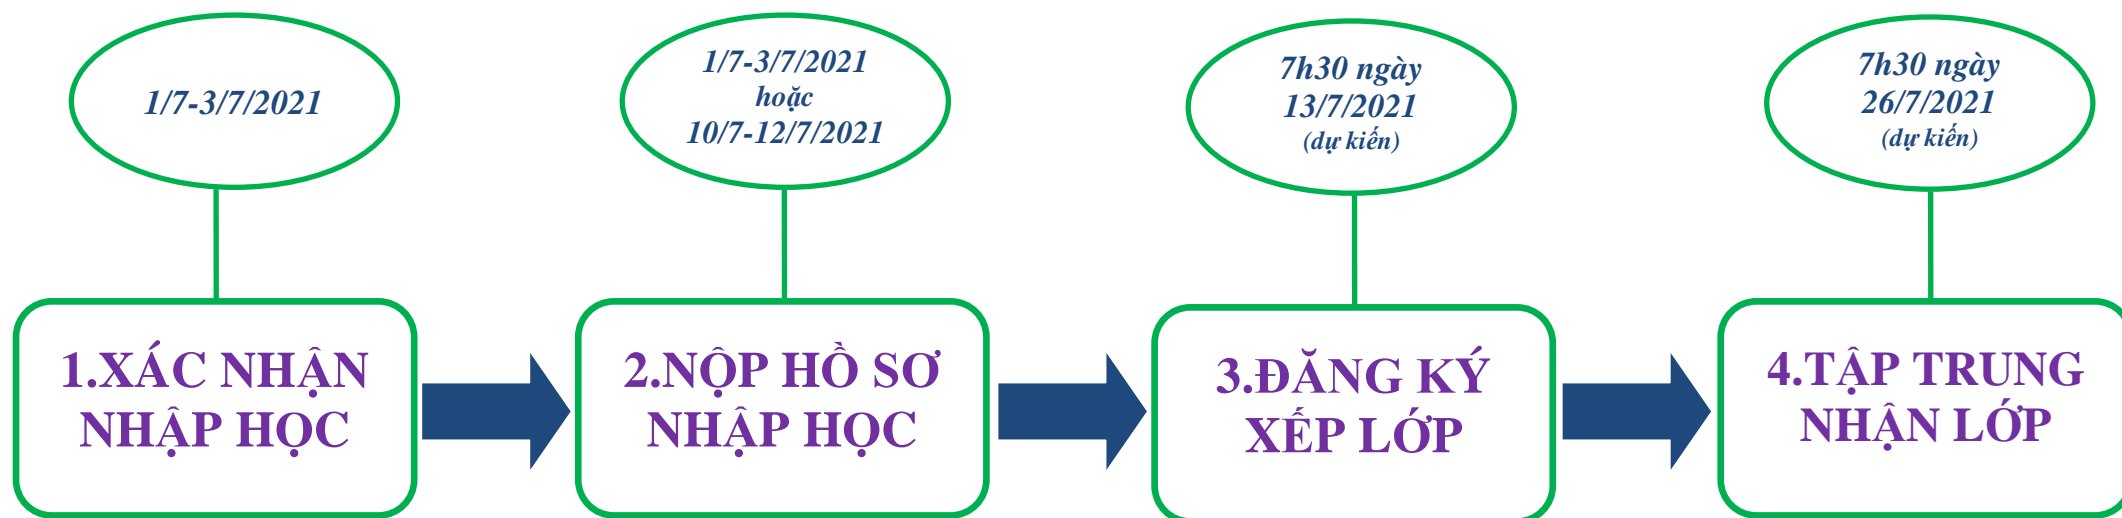 1/7-3/7/2021
1/7-3/7/2021
hoặc
10/7-12/7/2021
7h30 ngày
13/7/2021
(dự kiến)
7h30 ngày
26/7/2021
(dự kiến)
1.XÁC NHẬN
NHẬP HỌC
2.NỘP HỒ SƠ
NHẬP HỌC
3.ĐĂNG KÝ
XẾP LỚP
4.TẬP TRUNG
NHẬN LỚP